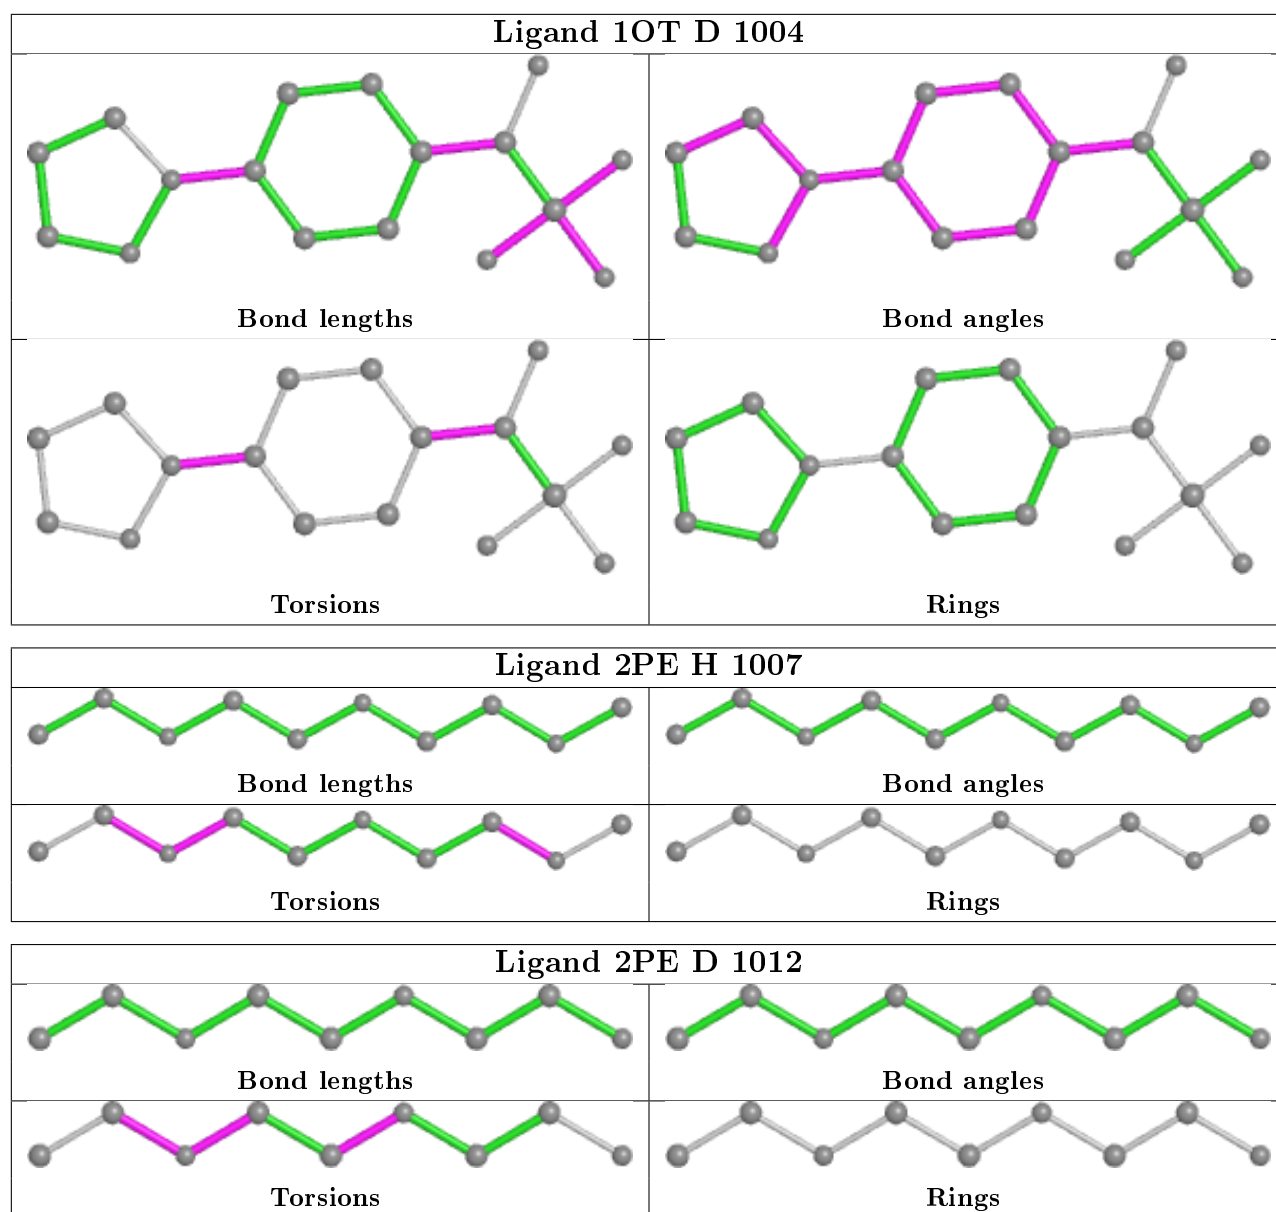 Ligand 1OT D 1004
Bond lengths
Bond angles
Torsions
Rings
Ligand 2PE H 1007
Bond lengths
Bond angles
Torsions
Rings
Ligand 2PE D 1012
Bond lengths
Bond angles
Torsions
Rings